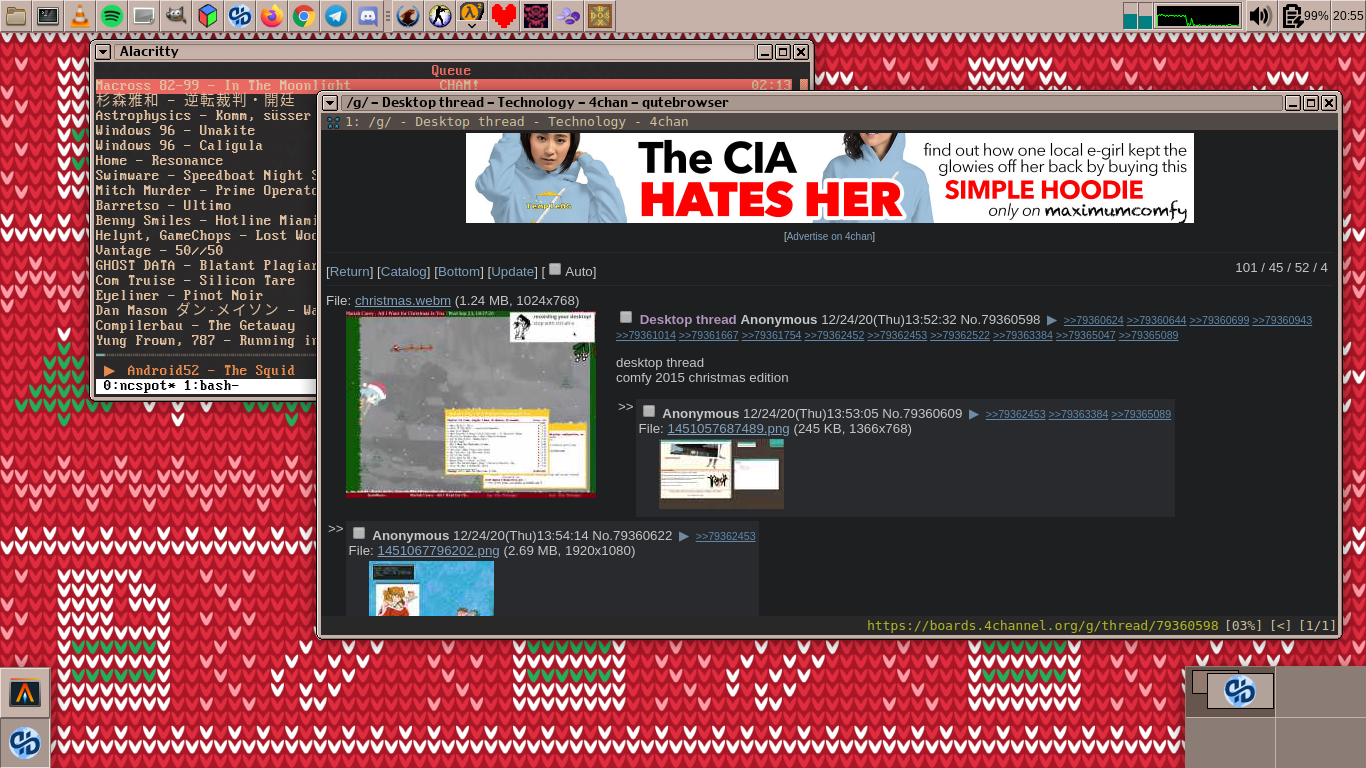 99% 20:55
Alacritty
Queue
Macross 82-99 - In The Moonlight CHAM! 02:13
杉森雅和 - 逆転裁判・開廷
Astrophysics - Komm, süsser
Windows 96 - Unakite
Windows 96 - Caligula
Home - Resonance
Swimware - Speedboat Night S
Mitch Murder - Prime Operato
Barretso - Ultimo
Benny Smiles - Hotline Miami
Helynt, GameChops - Lost Woo
Vantage - 50//50
GHOST DATA - Blatant Plagiar
Com Truise - Silicon Tare
Eyeliner - Pinot Noir
Dan Mason ダン·メイソン - Wa
Compilerbau - The Getaway
Yung Frown, 787 - Running in
▶ Android52 - The Squid
0:ncspot* 1:bash-
/g/ – Desktop thread – Technology – 4chan – qutebrowser
1: /g/ - Desktop thread - Technology - 4chan
The CIA
HATES HER
find out how one local e-girl kept the
glowies off her back by buying this
SIMPLE HOODIE
only on maximumcomfy
[Advertise on 4chan]
[Return] [Catalog] [Bottom] [Update] [ Auto]
101 / 45 / 52 / 4
File: christmas.webm (1.24 MB, 1024x768)
Desktop thread Anonymous 12/24/20(Thu)13:52:32 No.79360598 ▶ >>79360624 >>79360644 >>79360699 >>79360943
>>79361014 >>79361667 >>79361754 >>79362452 >>79362453 >>79362522 >>79363384 >>79365047 >>79365089
desktop thread
comfy 2015 christmas edition
>> Anonymous 12/24/20(Thu)13:53:05 No.79360609 ▶ >>79362453 >>79363384 >>79365089
File: 1451057687489.png (245 KB, 1366x768)
>> Anonymous 12/24/20(Thu)13:54:14 No.79360622 ▶ >>79362453
File: 1451067796202.png (2.69 MB, 1920x1080)
https://boards.4channel.org/g/thread/79360598 [03%] [<] [1/1]